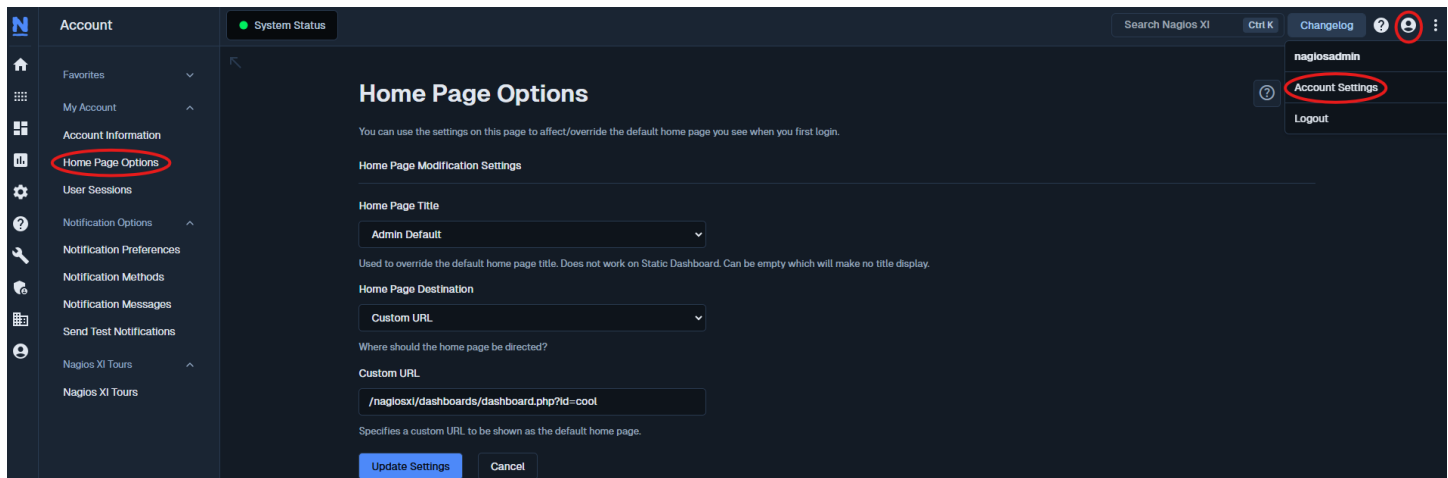 N
Account
System Status
Search Nagios XI
Ctrl K
Changelog
Favorites
My Account
Account Information
Home Page Options
User Sessions
Notification Options
Notification Preferences
Notification Methods
Notification Messages
Send Test Notifications
Nagios XI Tours
Nagios XI Tours
nagiosadmin
Account Settings
Logout
Home Page Options
You can use the settings on this page to affect/override the default home page you see when you first login.
Home Page Modification Settings
Home Page Title
Admin Default
Used to override the default home page title. Does not work on Static Dashboard. Can be empty which will make no title display.
Home Page Destination
Custom URL
Where should the home page be directed?
Custom URL
/nagiosxi/dashboards/dashboard.php?id=cool
Specifies a custom URL to be shown as the default home page.
Update Settings
Cancel